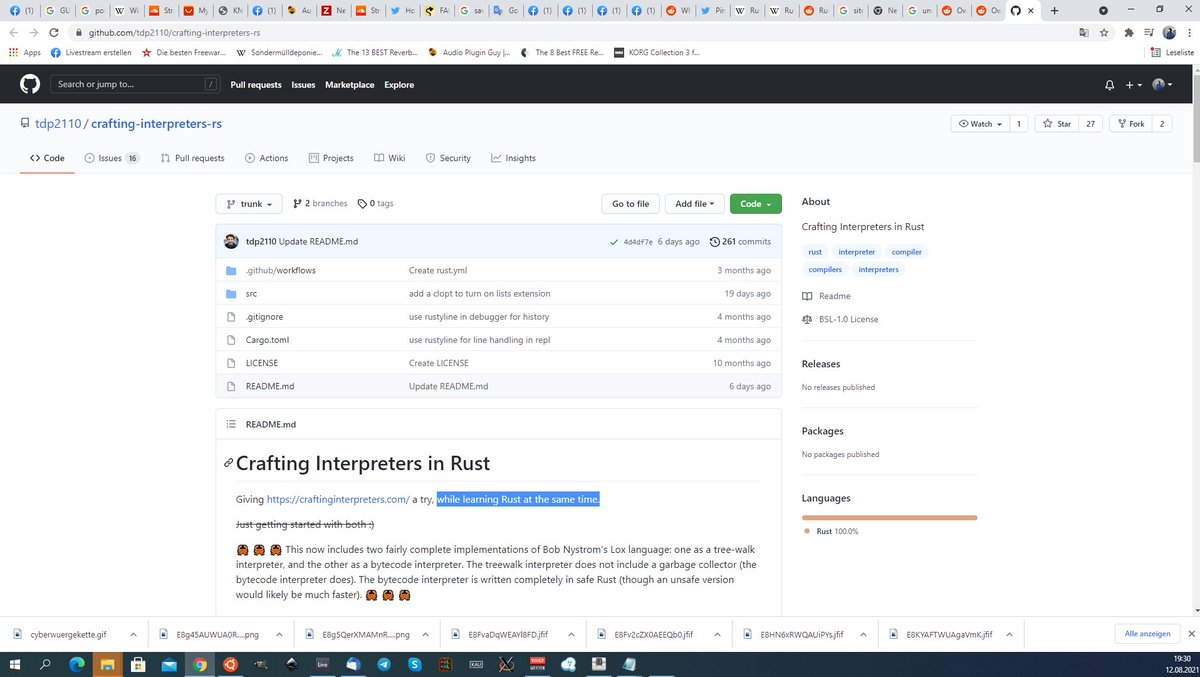 (1)
GU
po
Wo
Str
My
KN
(1)
Au
Ne
Str
Ho
FA
sav
Go
(1)
(1)
(1)
(1)
Wh
Pin
Ru
Ru
Ru
site
Ne
un
Ov
Ov
github.com/tdp2110/crafting-interpreters-rs
Apps
Livestream erstellen
Die besten Freewar...
Sondermülldeponie...
The 13 BEST Reverb...
Audio Plugin Guy |...
The 8 Best FREE Re...
KORG Collection 3 f...
Leseliste
Search or jump to...
/
Pull requests
Issues
Marketplace
Explore
tdp2110 / crafting-interpreters-rs
Watch
1
Star
27
Fork
2
Code
Issues 16
Pull requests
Actions
Projects
Wiki
Security
Insights
trunk
2 branches
0 tags
Go to file
Add file
Code
tdp2110 Update README.md
4d4df7e 6 days ago
261 commits
.github/workflows
Create rust.yml
3 months ago
src
add a clopt to turn on lists extension
19 days ago
.gitignore
use rustyline in debugger for history
4 months ago
Cargo.toml
use rustyline for line handling in repl
4 months ago
LICENSE
Create LICENSE
10 months ago
README.md
Update README.md
6 days ago
README.md
Crafting Interpreters in Rust
Giving https://craftinginterpreters.com/ a try, while learning Rust at the same time.
Just getting started with both :)
This now includes two fairly complete implementations of Bob Nystrom's Lox language: one as a tree-walk
interpreter, and the other as a bytecode interpreter. The treewalk interpreter does not include a garbage collector (the
bytecode interpreter does). The bytecode interpreter is written completely in safe Rust (though an unsafe version
would likely be much faster).
About
Crafting Interpreters in Rust
rust
interpreter
compiler
compilers
interpreters
Readme
BSL-1.0 License
Releases
No releases published
Packages
No packages published
Languages
Rust 100.0%
cyberwuergekette.gif
E8g45AUWUA0R....png
E8g5QerXMAMnR....png
E8FvaDqWEAYl8FD.jfif
E8Fv2cZX0AEEQb0.jfif
E8HN6xRWQAUiPYs.jfif
E8KYAFTWUAgaVmK.jfif
Alle anzeigen
Live
19:30
12.08.2021